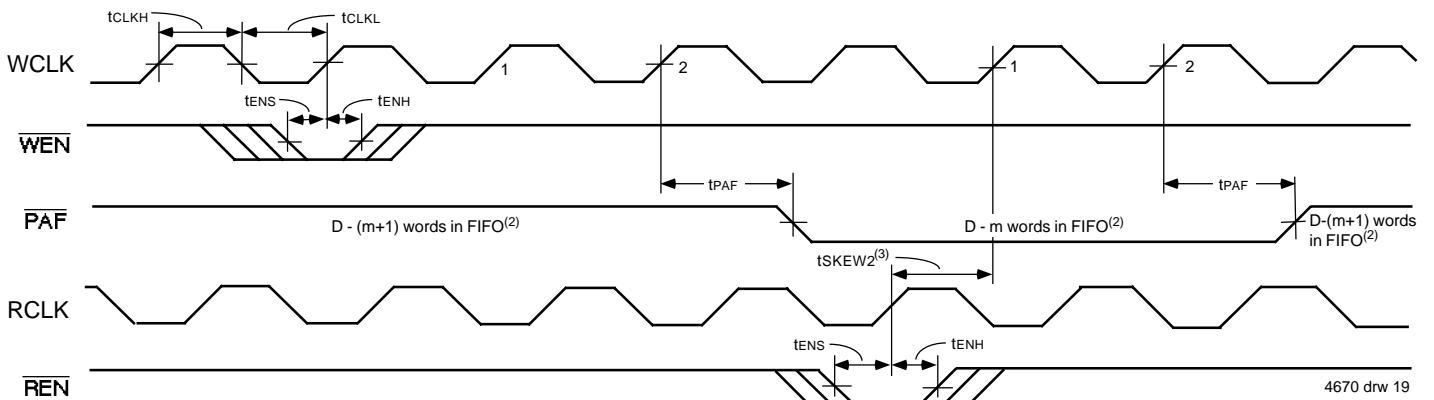 tCLKH
tCLKL
WCLK
1
2
1
2
tENS
tENH
WEN
tPAF
tPAF
PAF
D - (m+1) words in FIFO(2)
D - m words in FIFO(2)
D-(m+1) words
in FIFO(2)
tSKEW2(3)
RCLK
tENS
tENH
REN
4670 drw 19